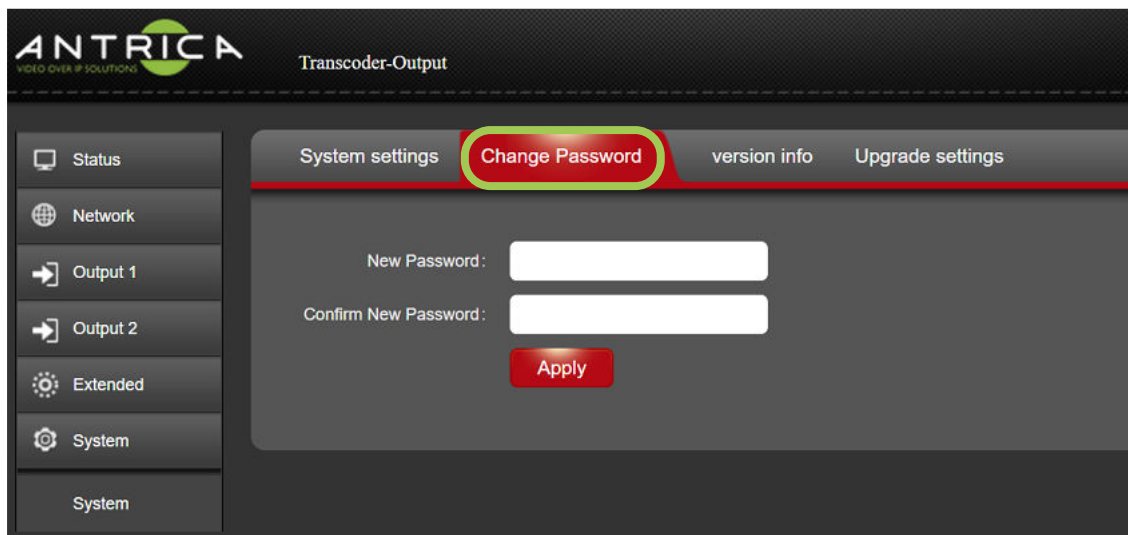 ANTRICA
VIDEO OVER IP SOLUTIONS
Transcoder-Output
Status
Network
Output 1
Output 2
Extended
System
System
System settings
Change Password
version info
Upgrade settings
New Password:
Confirm New Password:
Apply